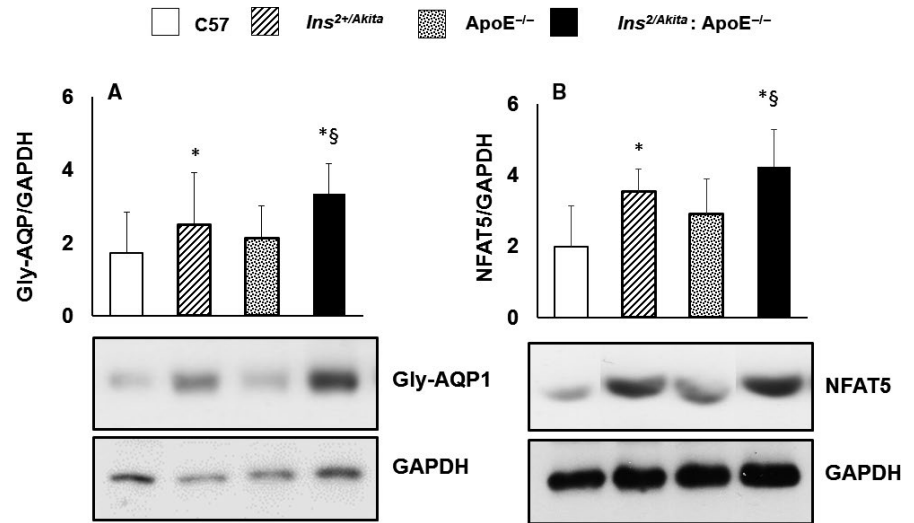 C57 Ins2+/Akita ApoE−/− Ins2/Akita: ApoE−/−
A
Gly-AQP/GAPDH
6
4
2
0
*
*§
Gly-AQP1
GAPDH
B
NFAT5/GAPDH
6
4
2
0
*
*§
NFAT5
GAPDH